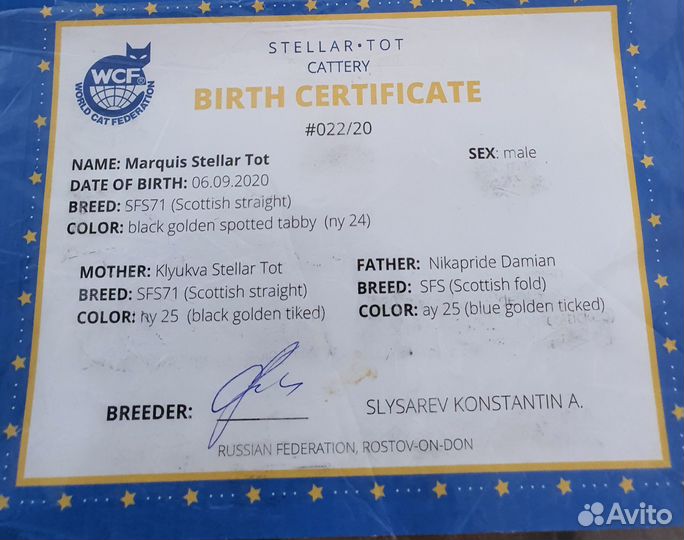 STELLAR•TOT
CATTERY
WCF®
WORLD CAT FEDERATION
BIRTH CERTIFICATE
#022/20
NAME: Marquis Stellar Tot
SEX: male
DATE OF BIRTH: 06.09.2020
BREED: SFS71 (Scottish straight)
COLOR: black golden spotted tabby (ny 24)
MOTHER: Klyukva Stellar Tot
BREED: SFS71 (Scottish straight)
COLOR: ny 25 (black golden tiked)
FATHER: Nikapride Damian
BREED: SFS (Scottish fold)
COLOR: ay 25 (blue golden ticked)
BREEDER:
SLYSAREV KONSTANTIN A.
RUSSIAN FEDERATION, ROSTOV-ON-DON
Avito